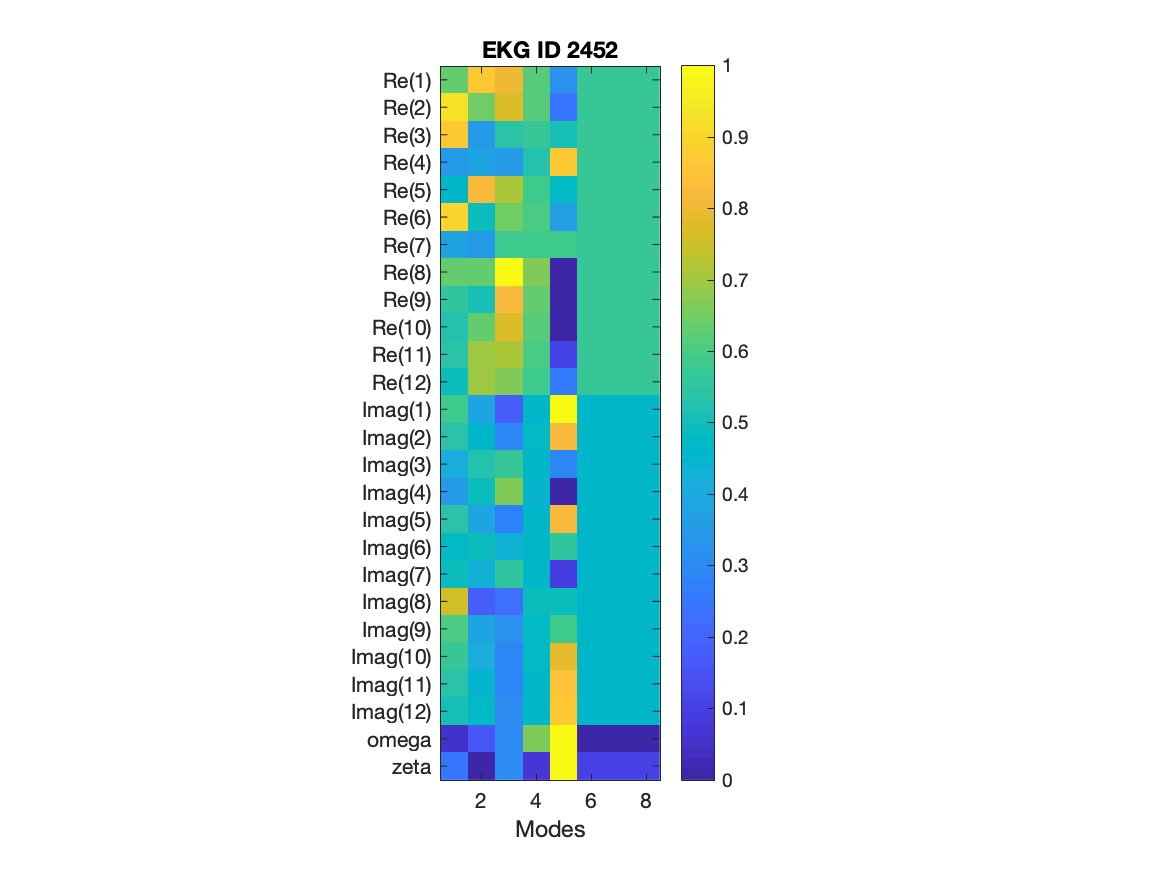 EKG ID 2452
Re(1)
Re(2)
Re(3)
Re(4)
Re(5)
Re(6)
Re(7)
Re(8)
Re(9)
Re(10)
Re(11)
Re(12)
Imag(1)
Imag(2)
Imag(3)
Imag(4)
Imag(5)
Imag(6)
Imag(7)
Imag(8)
Imag(9)
Imag(10)
Imag(11)
Imag(12)
omega
zeta
2 4 6 8
Modes
1
0.9
0.8
0.7
0.6
0.5
0.4
0.3
0.2
0.1
0